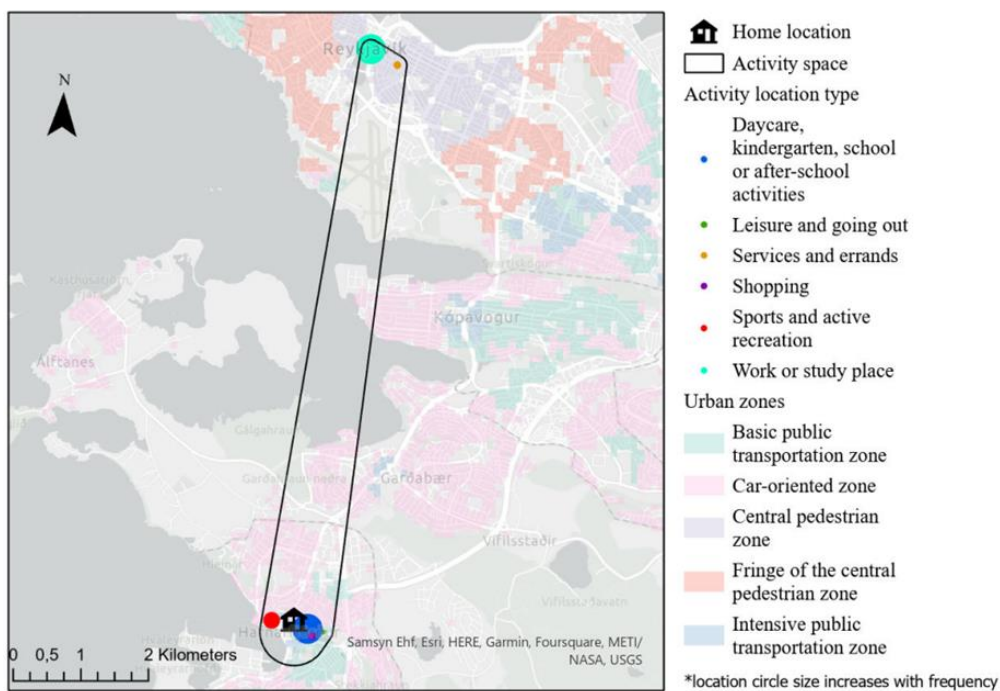 Reykjavík
N
Kópavogur
Álftanes
Gálgahraun
Garðabær
Vífilsstaðir
0 0,5 1 2 Kilometers
Samsyn Ehf, Esri, HERE, Garmin, Foursquare, METI/
NASA, USGS
Home location
Activity space
Activity location type
Daycare,
kindergarten, school
or after-school
activities
Leisure and going out
Services and errands
Shopping
Sports and active
recreation
Work or study place
Urban zones
Basic public
transportation zone
Car-oriented zone
Central pedestrian
zone
Fringe of the central
pedestrian zone
Intensive public
transportation zone
*location circle size increases with frequency